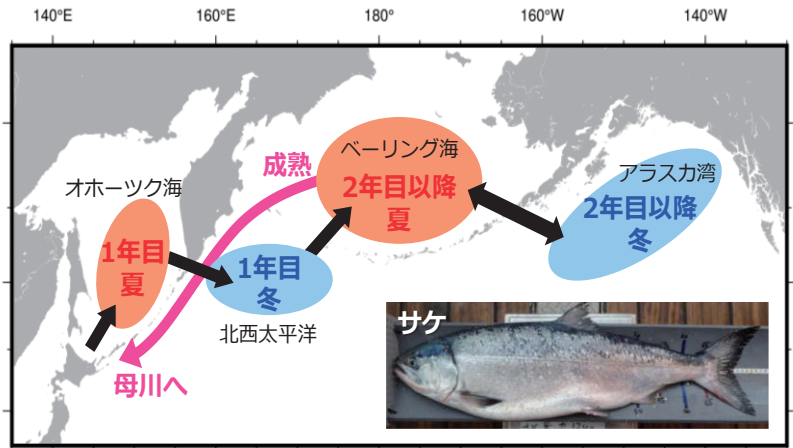 140°E
160°E
180°
160°W
140°W
オホーツク海
1年目
夏
1年目
冬
北西太平洋
成熟
母川へ
ベーリング海
2年目以降
夏
アラスカ湾
2年目以降
冬
サケ